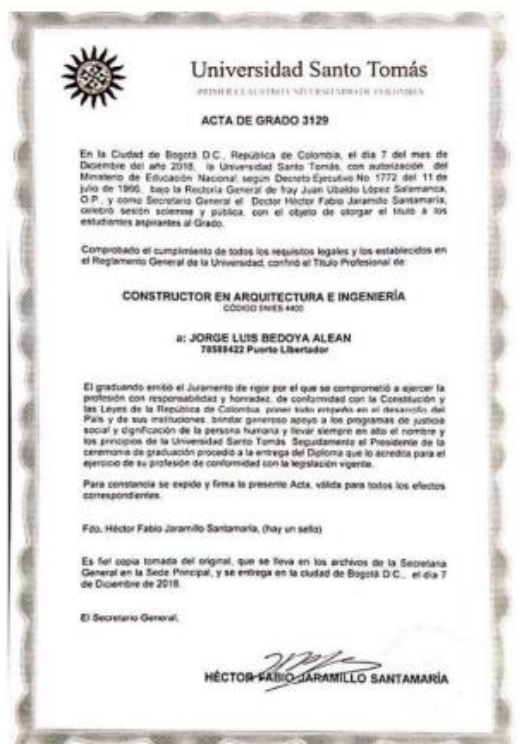 Universidad Santo Tomás
PRIMER CLAUSTRO UNIVERSITARIO DE COLOMBIA
ACTA DE GRADO 3129
En la Ciudad de Bogotá D.C., República de Colombia, el día 7 del mes de
Diciembre del año 2018, la Universidad Santo Tomás, con autorización del
Ministerio de Educación Nacional, según Decreto Ejecutivo No. 1772 del 11 de
julio de 1966, bajo la Rectoría General de fray Juan Ubaldo López Salamanca,
O.P., y como Secretario General el Doctor Héctor Fabio Jaramillo Santamaría,
celebró sesión solemne y pública, con el objeto de otorgar el título a los
estudiantes aspirantes al Grado.
Comprobado el cumplimiento de todos los requisitos legales y los establecidos en
el Reglamento General de la Universidad, confirió el Título Profesional de:
CONSTRUCTOR EN ARQUITECTURA E INGENIERÍA
CÓDIGO SNIES 4400
a: JORGE LUIS BEDOYA ALEAN
78588422 Puerto Libertador
El graduando emitió el Juramento de rigor por el que se comprometió a ejercer la
profesión con responsabilidad y honradez, de conformidad con la Constitución y
las Leyes de la República de Colombia, poner todo empeño en el desarrollo del
País y de sus instituciones, brindar generoso apoyo a los programas de justicia
social y dignificación de la persona humana y llevar siempre en alto el nombre y
los principios de la Universidad Santo Tomás. Seguidamente el Presidente de la
ceremonia de graduación procedió a la entrega del Diploma que lo acredita para el
ejercicio de su profesión de conformidad con la legislación vigente.
Para constancia se expide y firma la presente Acta, válida para todos los efectos
correspondientes.
Fdo. Héctor Fabio Jaramillo Santamaría, (hay un sello)
Es fiel copia tomada del original, que se lleva en los archivos de la Secretaría
General en la Sede Principal, y se entrega en la ciudad de Bogotá D.C., el día 7
de Diciembre de 2018.
El Secretario General,
HÉCTOR FABIO JARAMILLO SANTAMARÍA